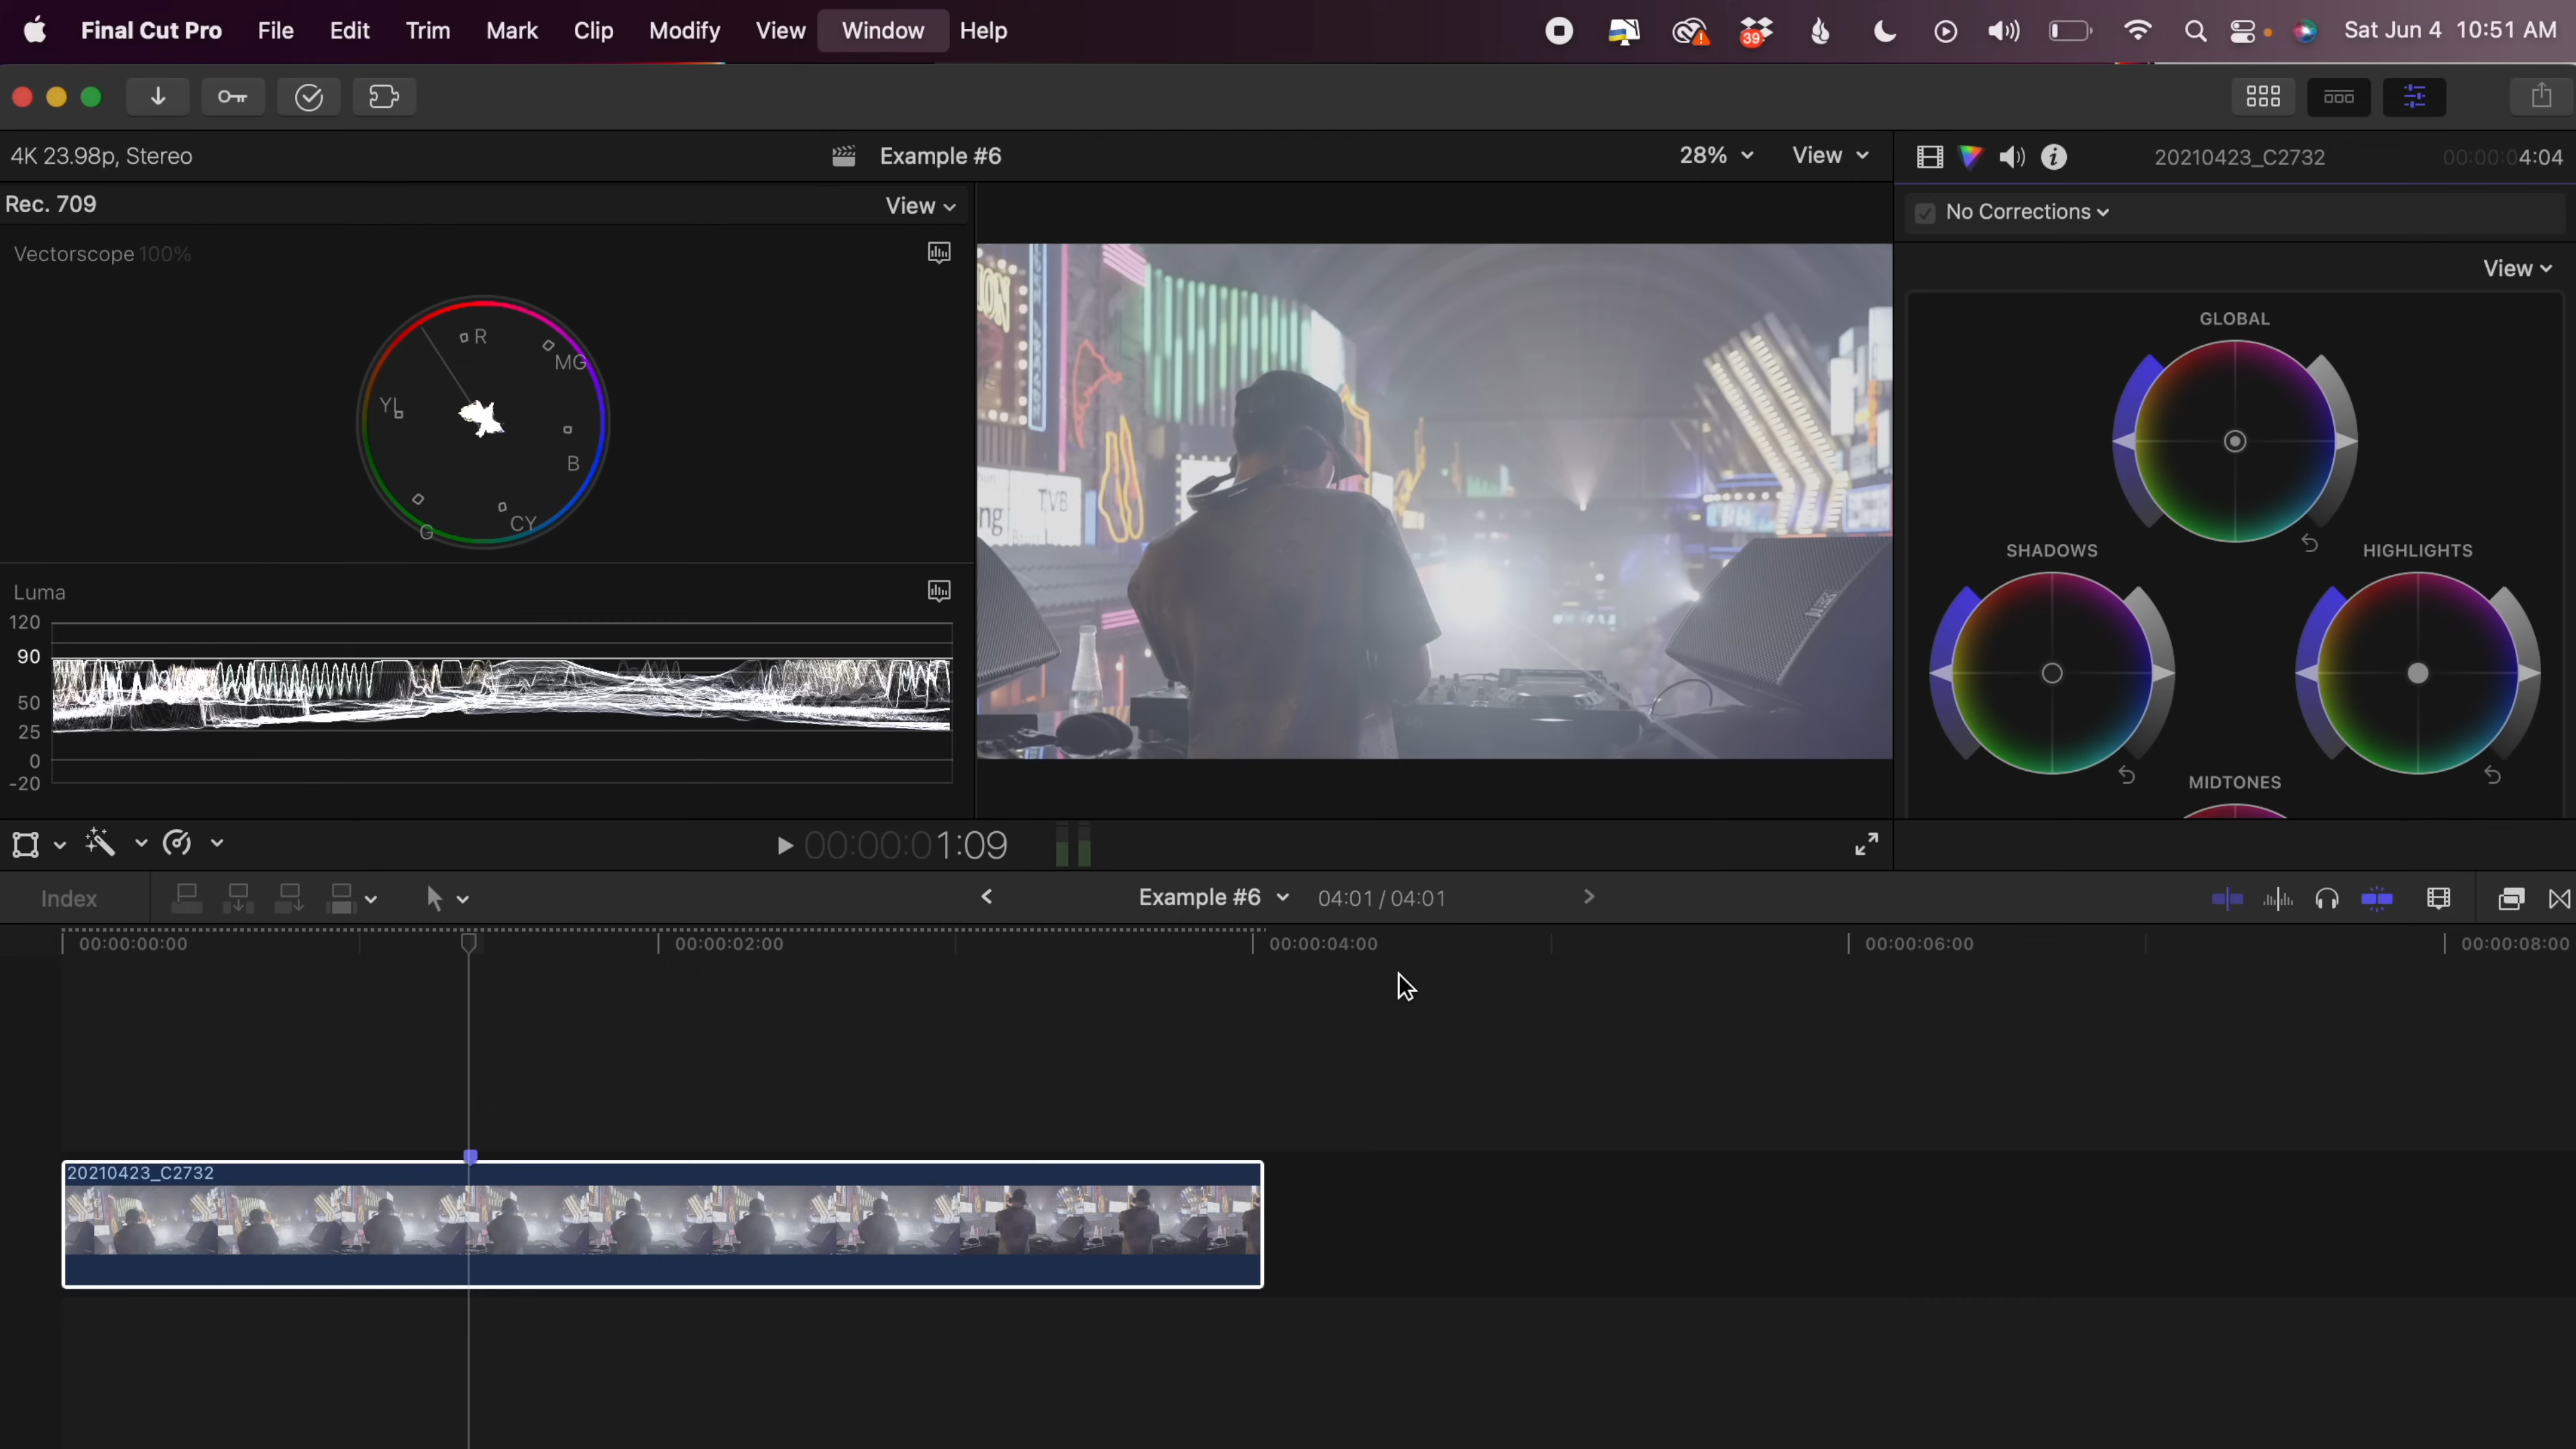 Final Cut Pro File Edit Trim Mark Clip Modify View Window Help 39 Sat Jun 4 10:51 AM
4K 23.98p, Stereo Example #6 28% View 20210423_C2732 00:00:04:04
Rec. 709 View No Corrections
Vectorscope 100%
View
R
MG
YL
B
CY
G
GLOBAL
SHADOWS HIGHLIGHTS
MIDTONES
TVB
ng
Luma
120
90
50
25
0
-20
00:00:01:09
Index Example #6 04:01 / 04:01
00:00:00:00 00:00:02:00 00:00:04:00 00:00:06:00 00:00:08:00
20210423_C2732